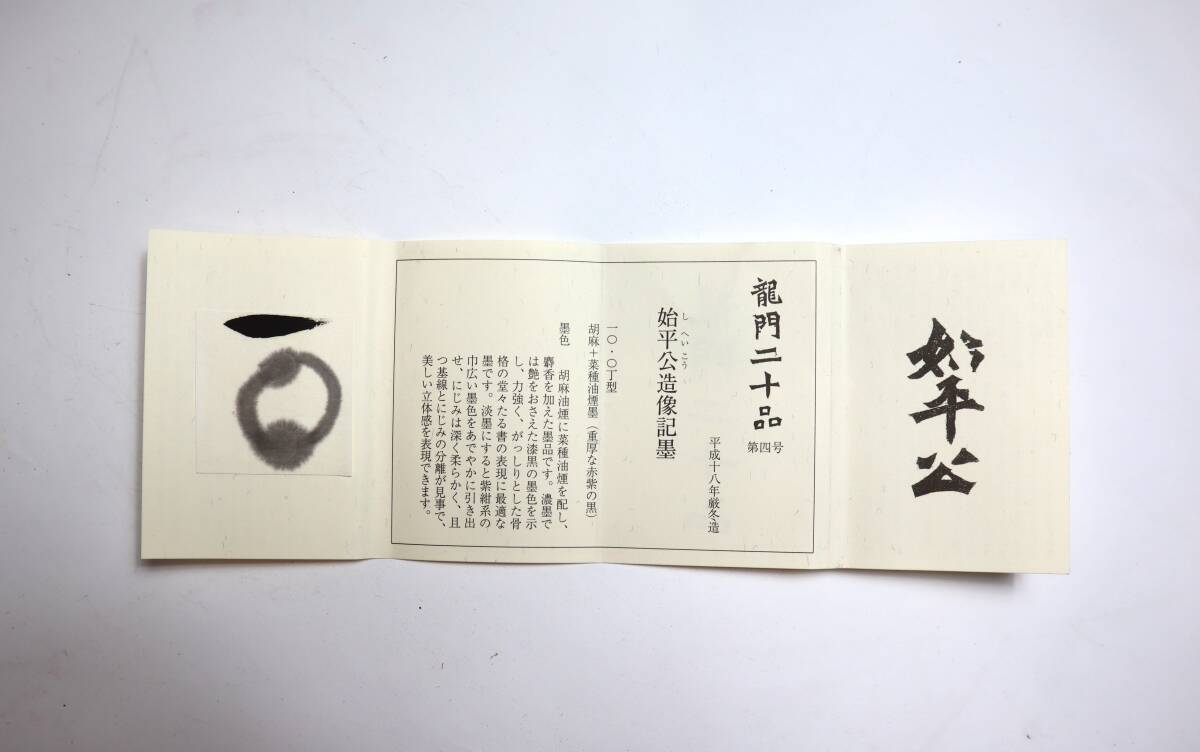 始平公
龍門二十品
第四号
平成十八年厳冬造
し へい こう
始平公造像記墨
一〇・〇丁型
胡麻+菜種油煙墨(重厚な赤紫の黒)
墨色　胡麻油煙に菜種油煙を配し、
麝香を加えた墨品です。濃墨で
は艶をおさえた漆黒の墨色を示
し、力強く、がっしりとした骨
格の堂々たる書の表現に最適な
墨です。淡墨にすると紫紺系の
巾広い墨色をあでやかに引き出
せ、にじみは深く柔らかく、且
つ基線とにじみの分離が見事で、
美しい立体感を表現できます。